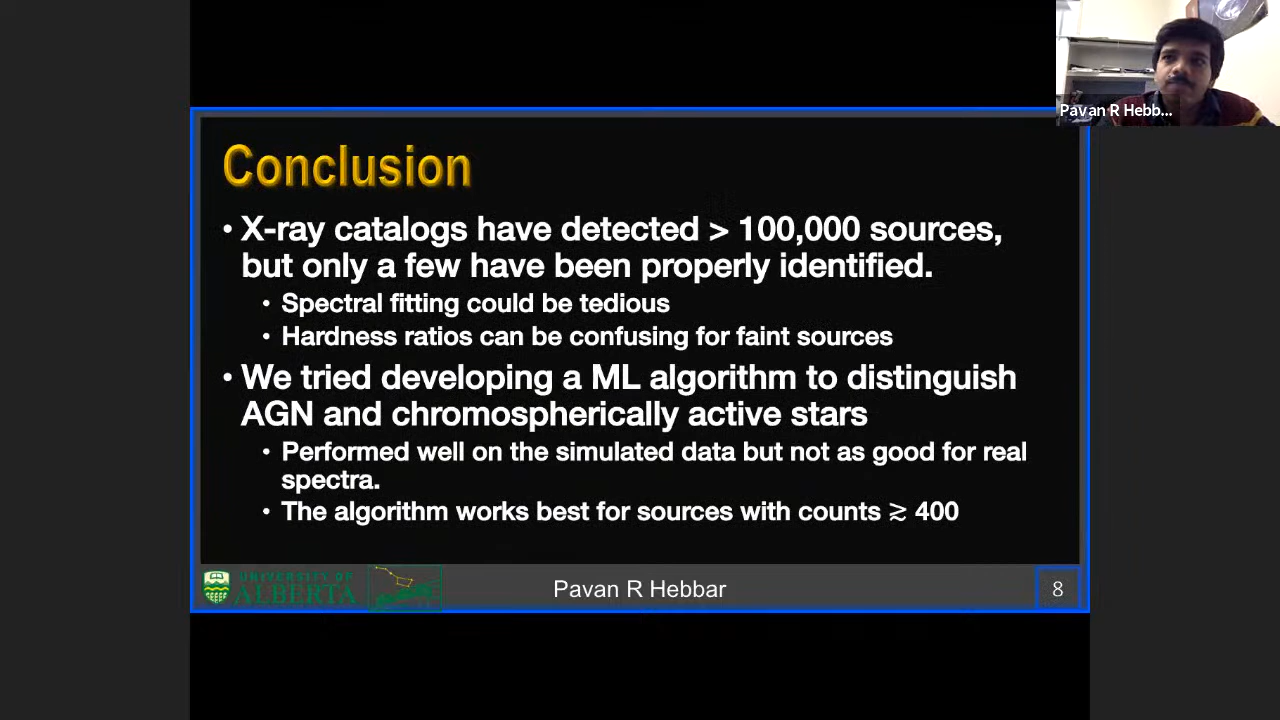 Pavan R Hebb...
Conclusion
• X-ray catalogs have detected > 100,000 sources,
but only a few have been properly identified.
• Spectral fitting could be tedious
• Hardness ratios can be confusing for faint sources
• We tried developing a ML algorithm to distinguish
AGN and chromospherically active stars
• Performed well on the simulated data but not as good for real
spectra.
• The algorithm works best for sources with counts ≳ 400
UNIVERSITY OF
ALBERTA
Pavan R Hebbar
8